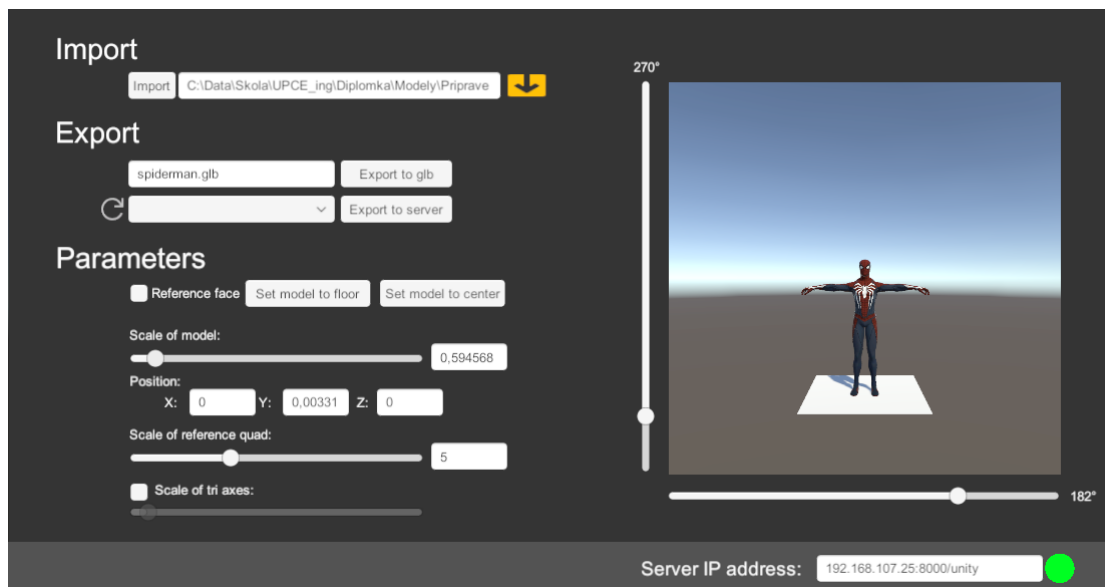 Import
Import C:\Data\Skola\UPCE_ing\Diplomka\Modely\Priprave
Export
spiderman.glb Export to glb
Export to server
Parameters
Reference face Set model to floor Set model to center
Scale of model:
0,594568
Position:
X: 0 Y: 0,00331 Z: 0
Scale of reference quad:
5
Scale of tri axes:
270°
182°
Server IP address: 192.168.107.25:8000/unity